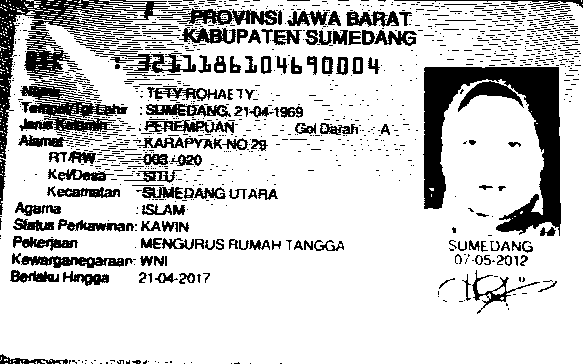 PROVINSI JAWA BARAT
KABUPATEN SUMEDANG
NIK : 3211186104690004
Nama : TETY ROHAETY
Tempat/Tgl Lahir : SUMEDANG, 21-04-1969
Jenis Kelamin : PEREMPUAN Gol Darah : A
Alamat : KARAPYAK NO 29
RT/RW : 003 / 020
Kel/Desa : SITU
Kecamatan : SUMEDANG UTARA
Agama : ISLAM
Status Perkawinan: KAWIN
Pekerjaan : MENGURUS RUMAH TANGGA
Kewarganegaraan: WNI
Berlaku Hingga : 21-04-2017
SUMEDANG
07-05-2012